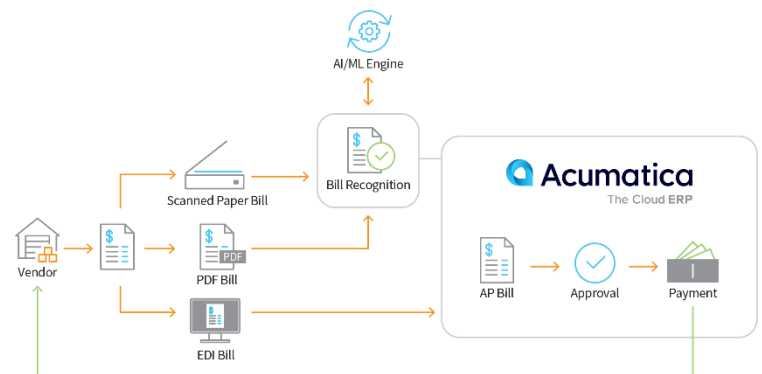 AI/ML Engine
$
Bill Recognition
Acumatica
The Cloud ERP
Scanned Paper Bill
$
Vendor
$
PDF
PDF Bill
$
AP Bill
Approval
Payment
$
EDI Bill